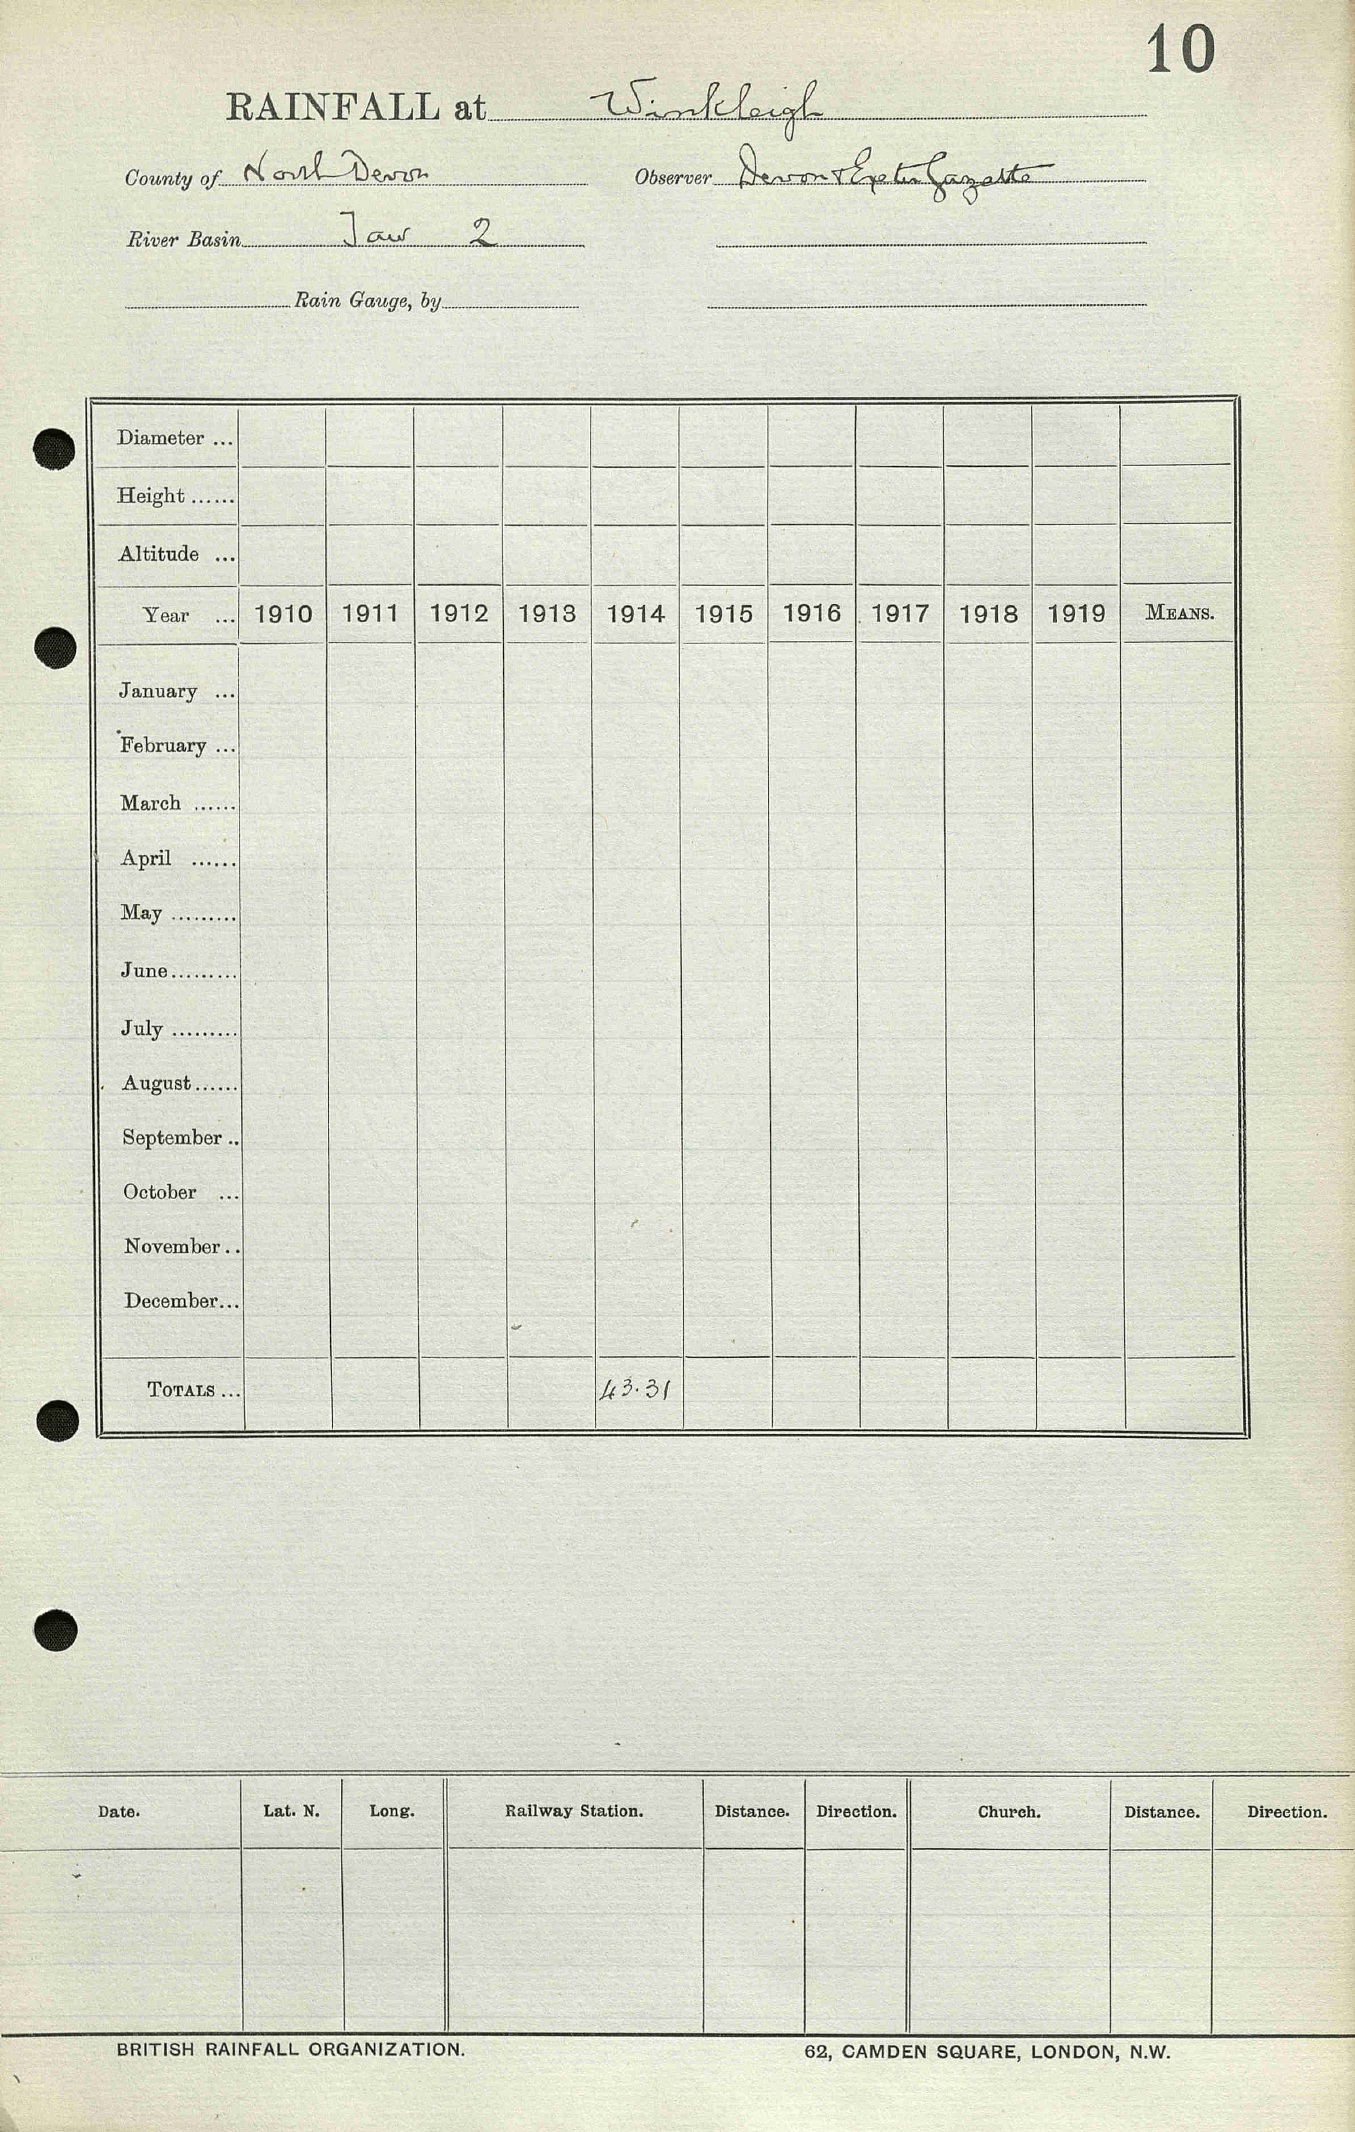 10
RAINFALL at Winkleigh
County of North Devon Observer Devon & Exeter Gazette
River Basin Taw 2
Rain Gauge, by
Diameter ...
Height ......
Altitude ...
Year ... 1910 1911 1912 1913 1914 1915 1916 1917 1918 1919 MEANS.
January ...
February ...
March ......
April ......
May .........
June.........
July .........
August......
September ..
October ...
November..
December...
TOTALS ... 43.31
Date. Lat. N. Long. Railway Station. Distance. Direction. Church. Distance. Direction.
BRITISH RAINFALL ORGANIZATION. 62, CAMDEN SQUARE, LONDON, N.W.